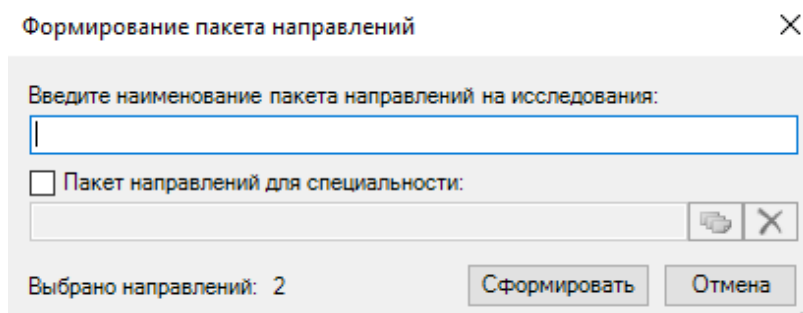 Формирование пакета направлений
Введите наименование пакета направлений на исследования:
Пакет направлений для специальности:
Выбрано направлений: 2 Сформировать Отмена